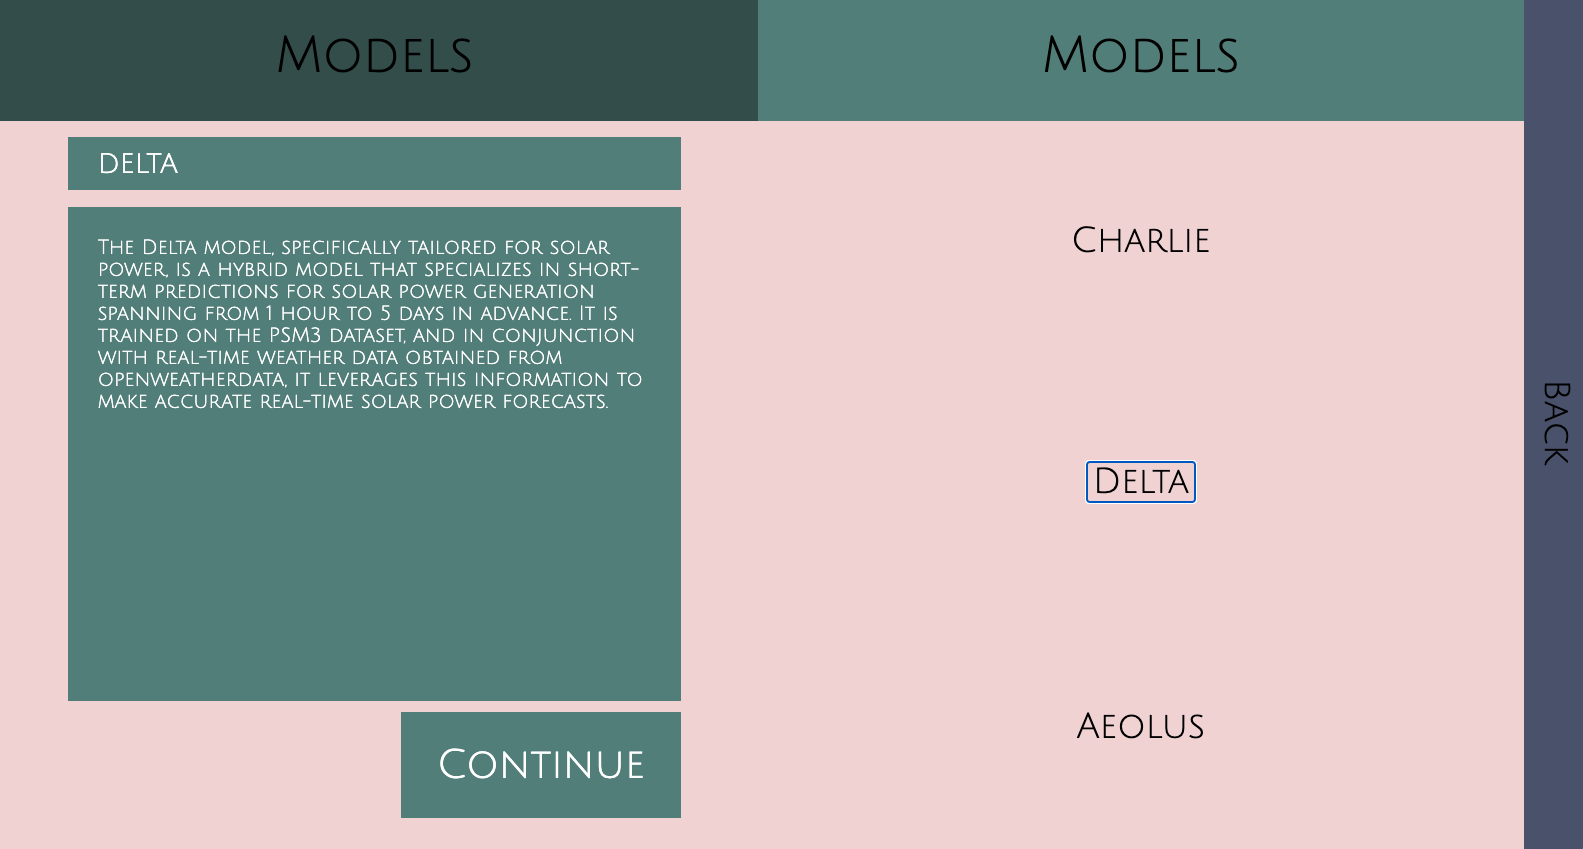 Models
DELTA
The Delta model, specifically tailored for solar
power, is a hybrid model that specializes in short-
term predictions for solar power generation
spanning from 1 hour to 5 days in advance. It is
trained on the PSM3 dataset, and in conjunction
with real-time weather data obtained from
openweatherdata, it leverages this information to
make accurate real-time solar power forecasts.
Continue
Models
Charlie
Delta
Aeolus
Back